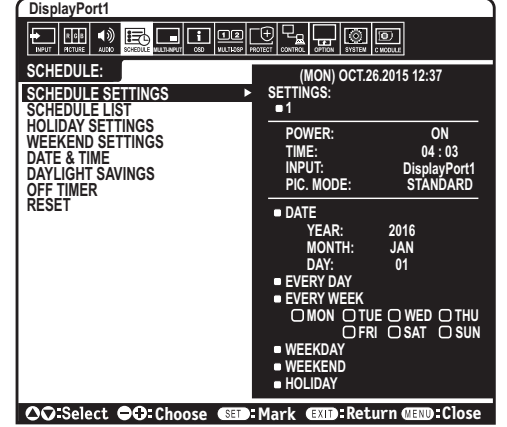 DisplayPort1
INPUT PICTURE AUDIO SCHEDULE MULTI-INPUT OSD MULTI-DSP PROTECT CONTROL OPTION SYSTEM C MODULE
SCHEDULE:
SCHEDULE SETTINGS
SCHEDULE LIST
HOLIDAY SETTINGS
WEEKEND SETTINGS
DATE & TIME
DAYLIGHT SAVINGS
OFF TIMER
RESET
(MON) OCT.26.2015 12:37
SETTINGS:
1
POWER: ON
TIME: 04 : 03
INPUT: DisplayPort1
PIC. MODE: STANDARD
DATE
YEAR: 2016
MONTH: JAN
DAY: 01
EVERY DAY
EVERY WEEK
MON TUE WED THU
FRI SAT SUN
WEEKDAY
WEEKEND
HOLIDAY
:Select :Choose SET:Mark EXIT:Return MENU:Close